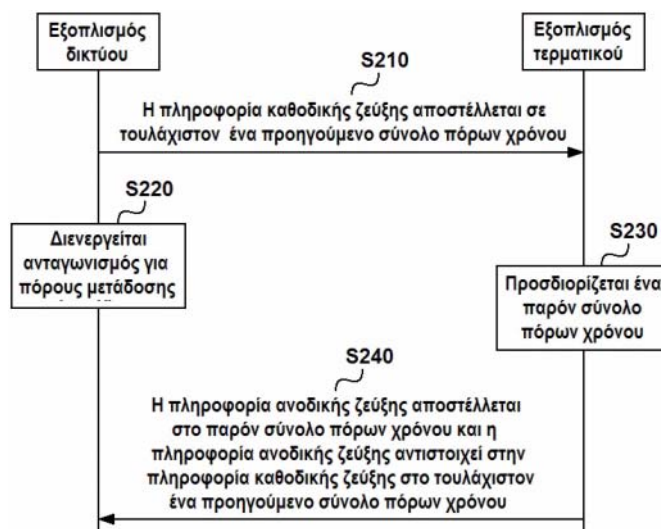 Εξοπλισμός
δικτύου
Εξοπλισμός
τερματικού
S210
Η πληροφορία καθοδικής ζεύξης αποστέλλεται σε
τουλάχιστον ένα προηγούμενο σύνολο πόρων χρόνου
S220
Διενεργείται
ανταγωνισμός για
πόρους μετάδοσης
S230
Προσδιορίζεται ένα
παρόν σύνολο
πόρων χρόνου
S240
Η πληροφορία ανοδικής ζεύξης αποστέλλεται
στο παρόν σύνολο πόρων χρόνου και η
πληροφορία ανοδικής ζεύξης αντιστοιχεί στην
πληροφορία καθοδικής ζεύξης στο τουλάχιστον
ένα προηγούμενο σύνολο πόρων χρόνου